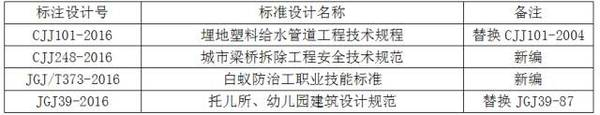 标注设计号 标准设计名称 备注
CJJ101-2016 埋地塑料给水管道工程技术规程 替换 CJJ101-2004
CJJ248-2016 城市梁桥拆除工程安全技术规范 新编
JGJ/T373-2016 白蚁防治工职业技能标准 新编
JGJ39-2016 托儿所、幼儿园建筑设计规范 替换 JGJ39-87